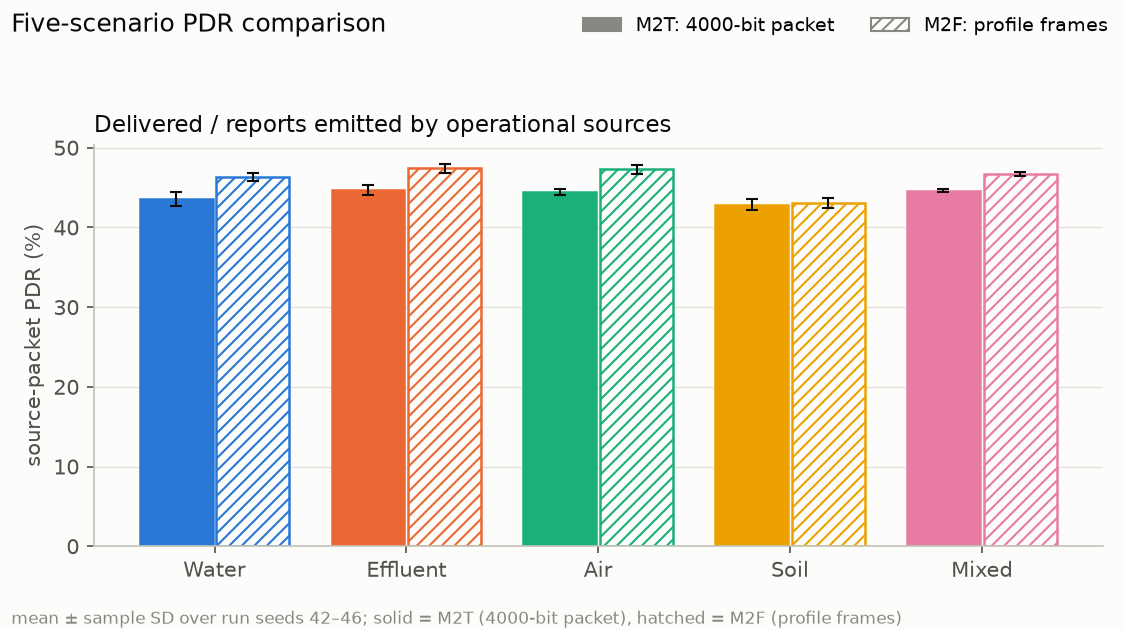 Five-scenario PDR comparison
M2T: 4000-bit packet
M2F: profile frames
Delivered / reports emitted by operational sources
source-packet PDR (%)
50
40
30
20
10
0
Water
Effluent
Air
Soil
Mixed
mean ± sample SD over run seeds 42–46; solid = M2T (4000-bit packet), hatched = M2F (profile frames)